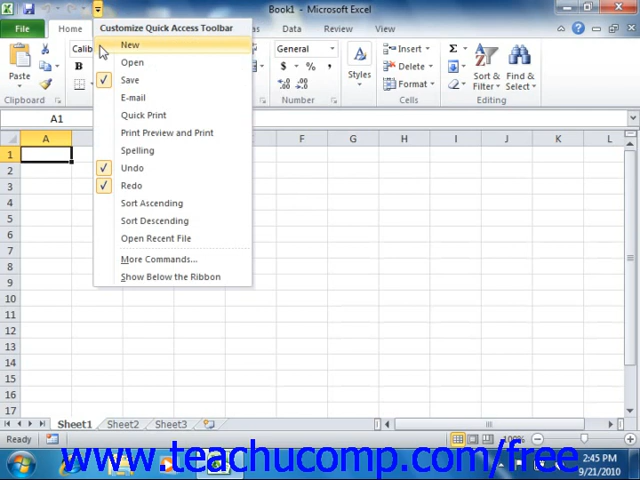 Book1 - Microsoft Excel
File
Home
Customize Quick Access Toolbar
New
Open
Save
E-mail
Quick Print
Print Preview and Print
Spelling
Undo
Redo
Sort Ascending
Sort Descending
Open Recent File
More Commands...
Show Below the Ribbon
Data
Review
View
Paste
Clipboard
Calib
B
General
$ % ,
Number
Styles
Insert
Delete
Format
Cells
Σ
Sort &
Filter
Find &
Select
Editing
A1
A F G H I J K L
1
2
3
4
5
6
7
8
9
10
11
12
13
14
15
16
17
Sheet1 Sheet2 Sheet3
Ready
100%
www.teachucomp.com/free
2:45 PM
9/21/2010